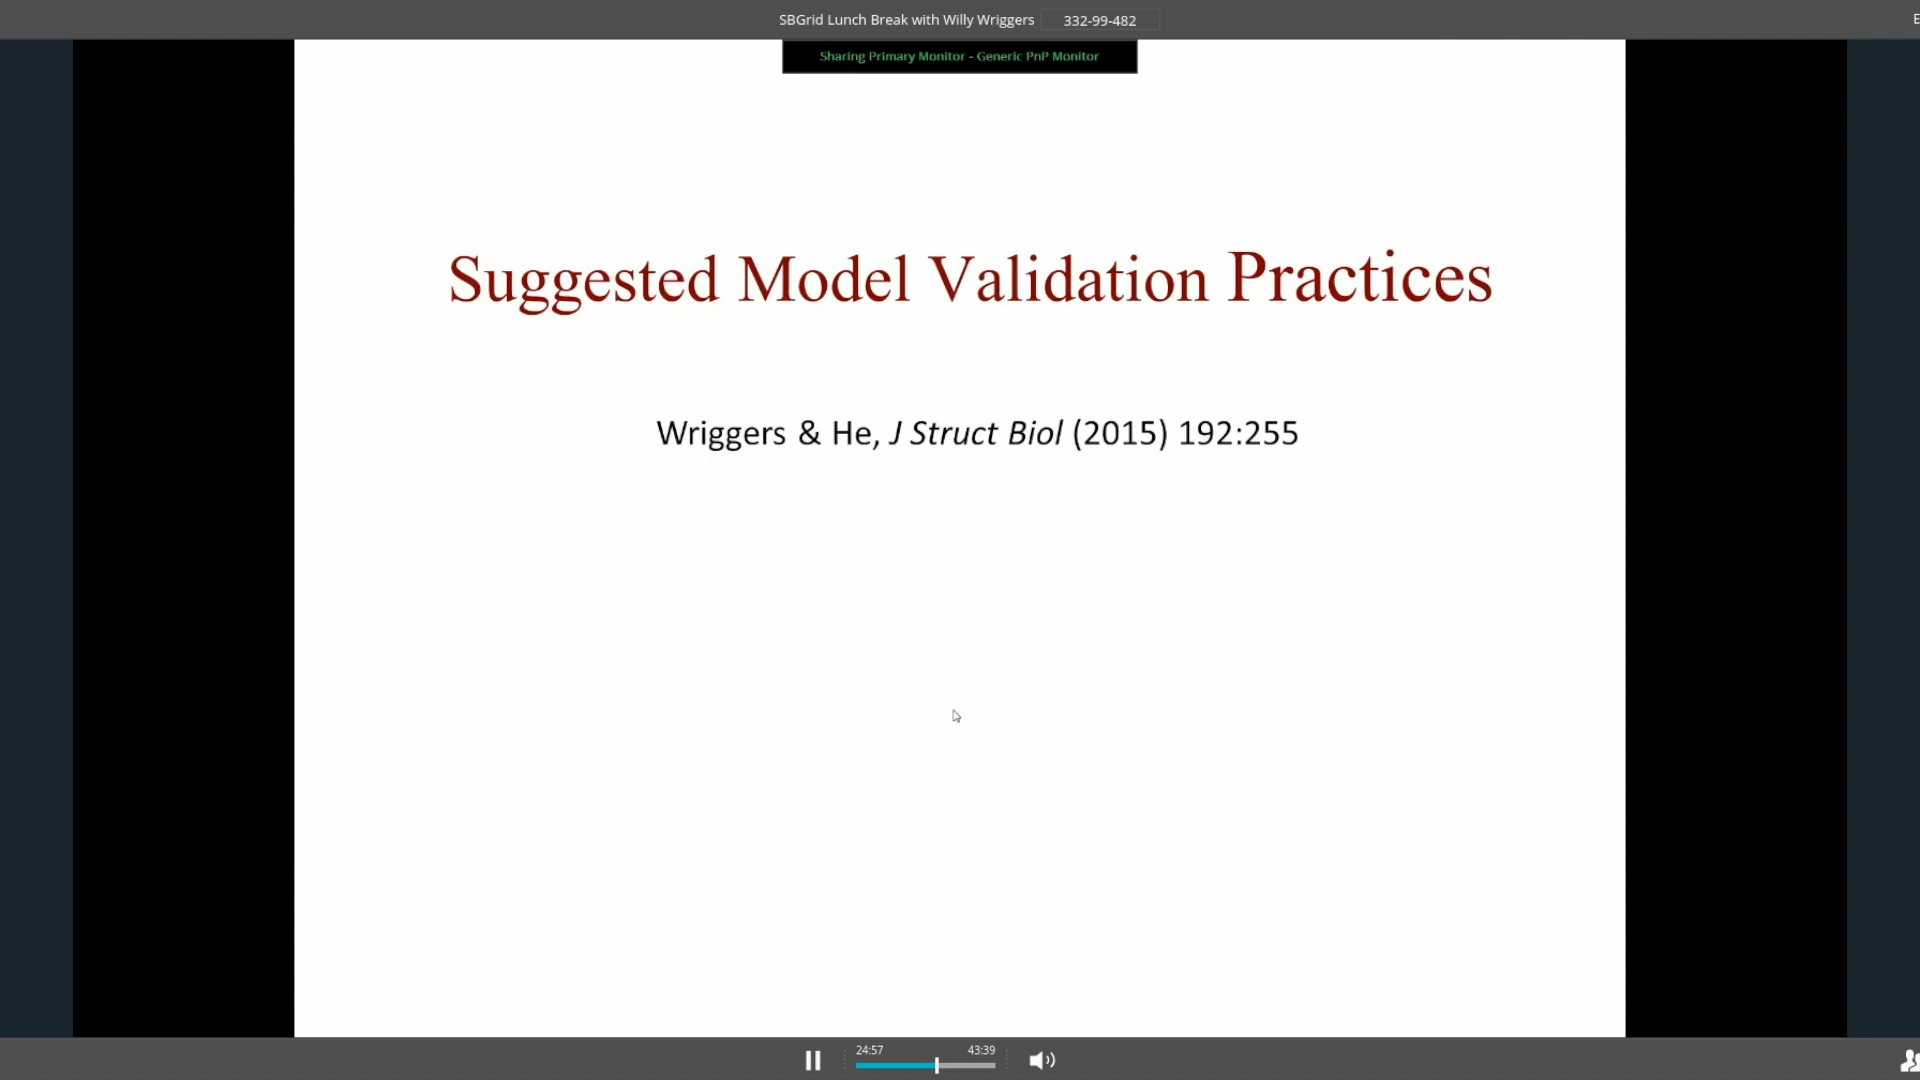 SBGrid Lunch Break with Willy Wriggers 332-99-482
Sharing Primary Monitor - Generic PnP Monitor
Suggested Model Validation Practices
Wriggers & He, J Struct Biol (2015) 192:255
24:57 43:39